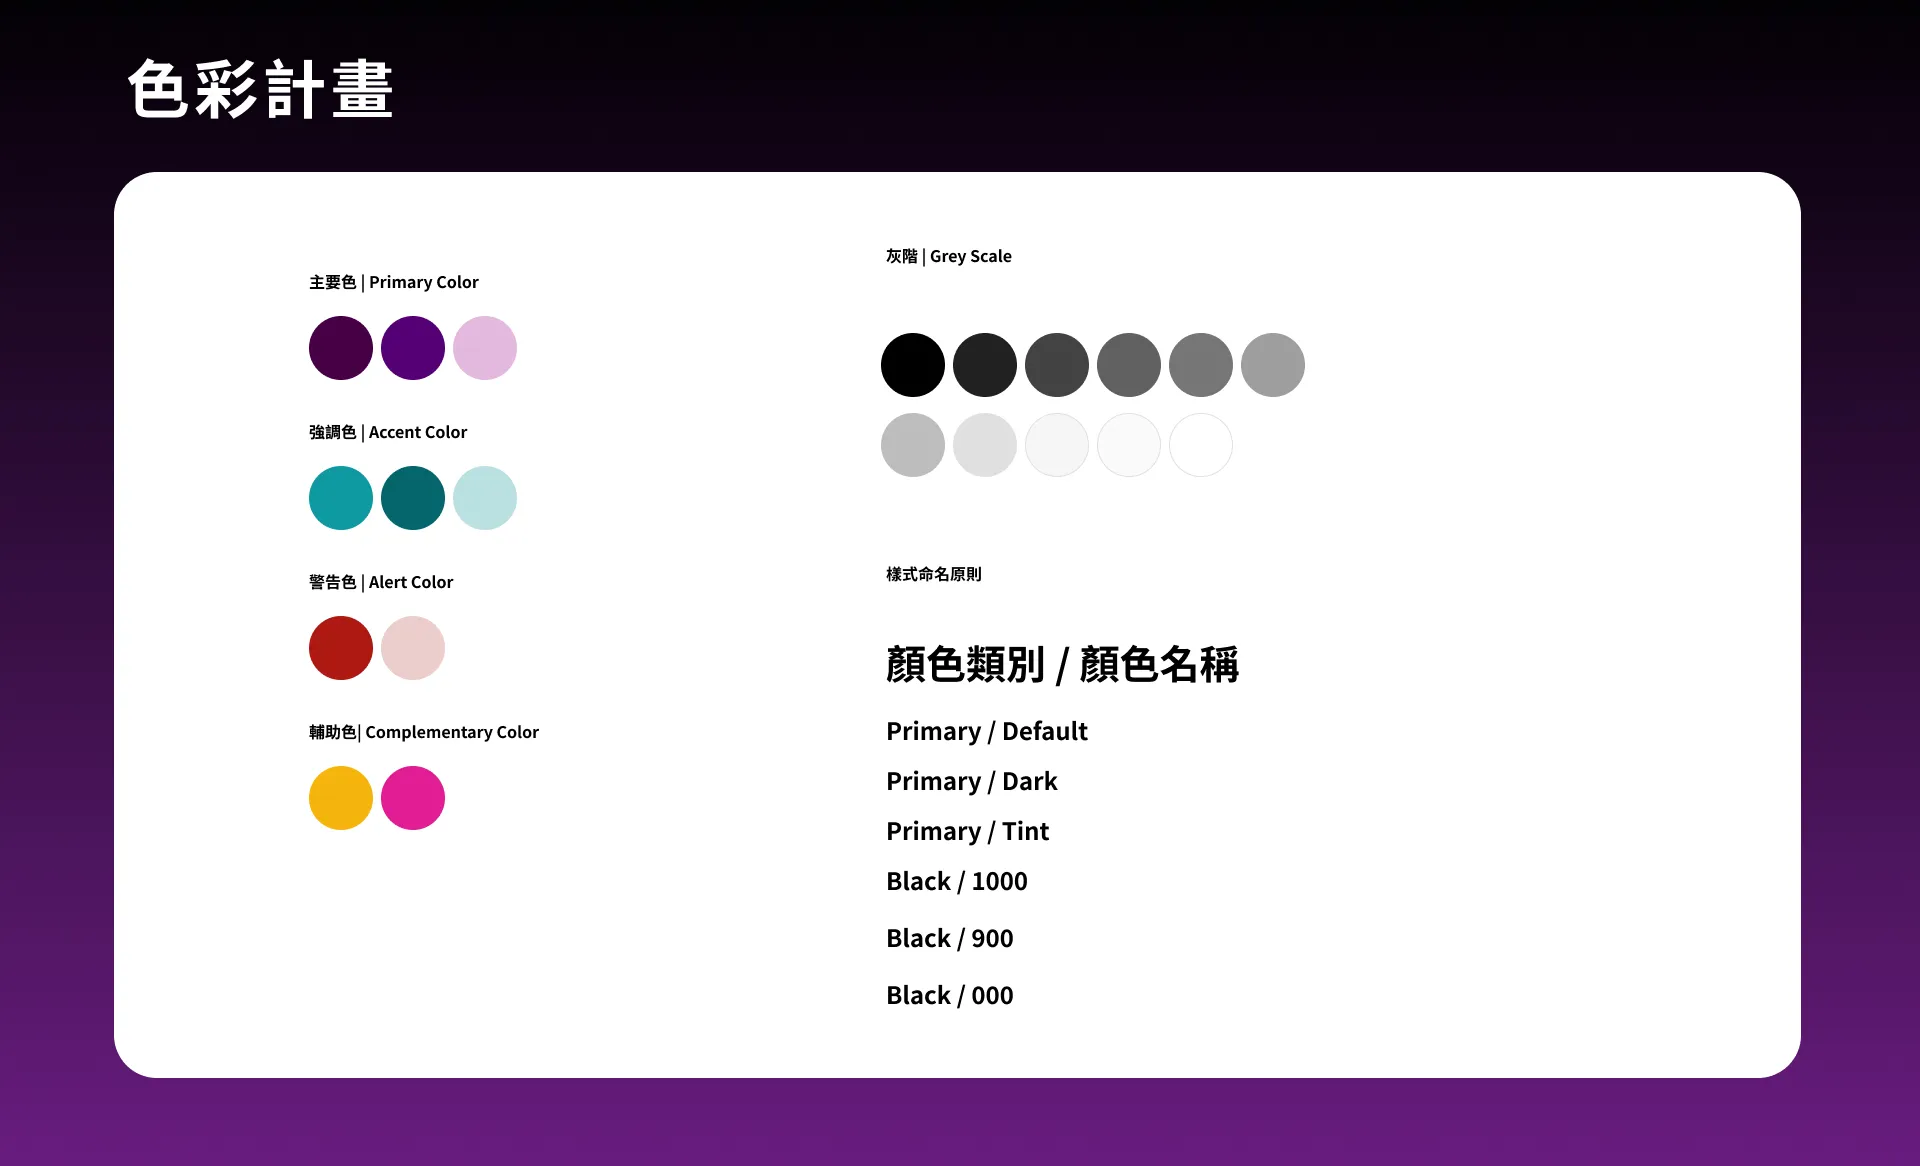 色彩計畫
主要色 | Primary Color
強調色 | Accent Color
警告色 | Alert Color
輔助色| Complementary Color
灰階 | Grey Scale
樣式命名原則
顏色類別 / 顏色名稱
Primary / Default
Primary / Dark
Primary / Tint
Black / 1000
Black / 900
Black / 000